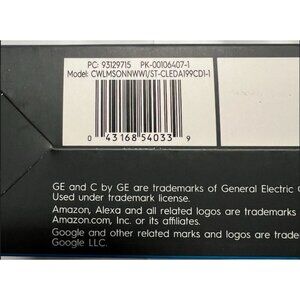 PC: 93129715 PK-00106407-1
Model: CWLMSONNWW1/ST-CLEDA199CD1-1
0 43168 54033 9
GE and C by GE are trademarks of General Electric
Used under trademark license.
Amazon, Alexa and all related logos are trademarks
Amazon.com, Inc. or its affiliates.
Google and other related marks and logos are trademarks
Google LLC.